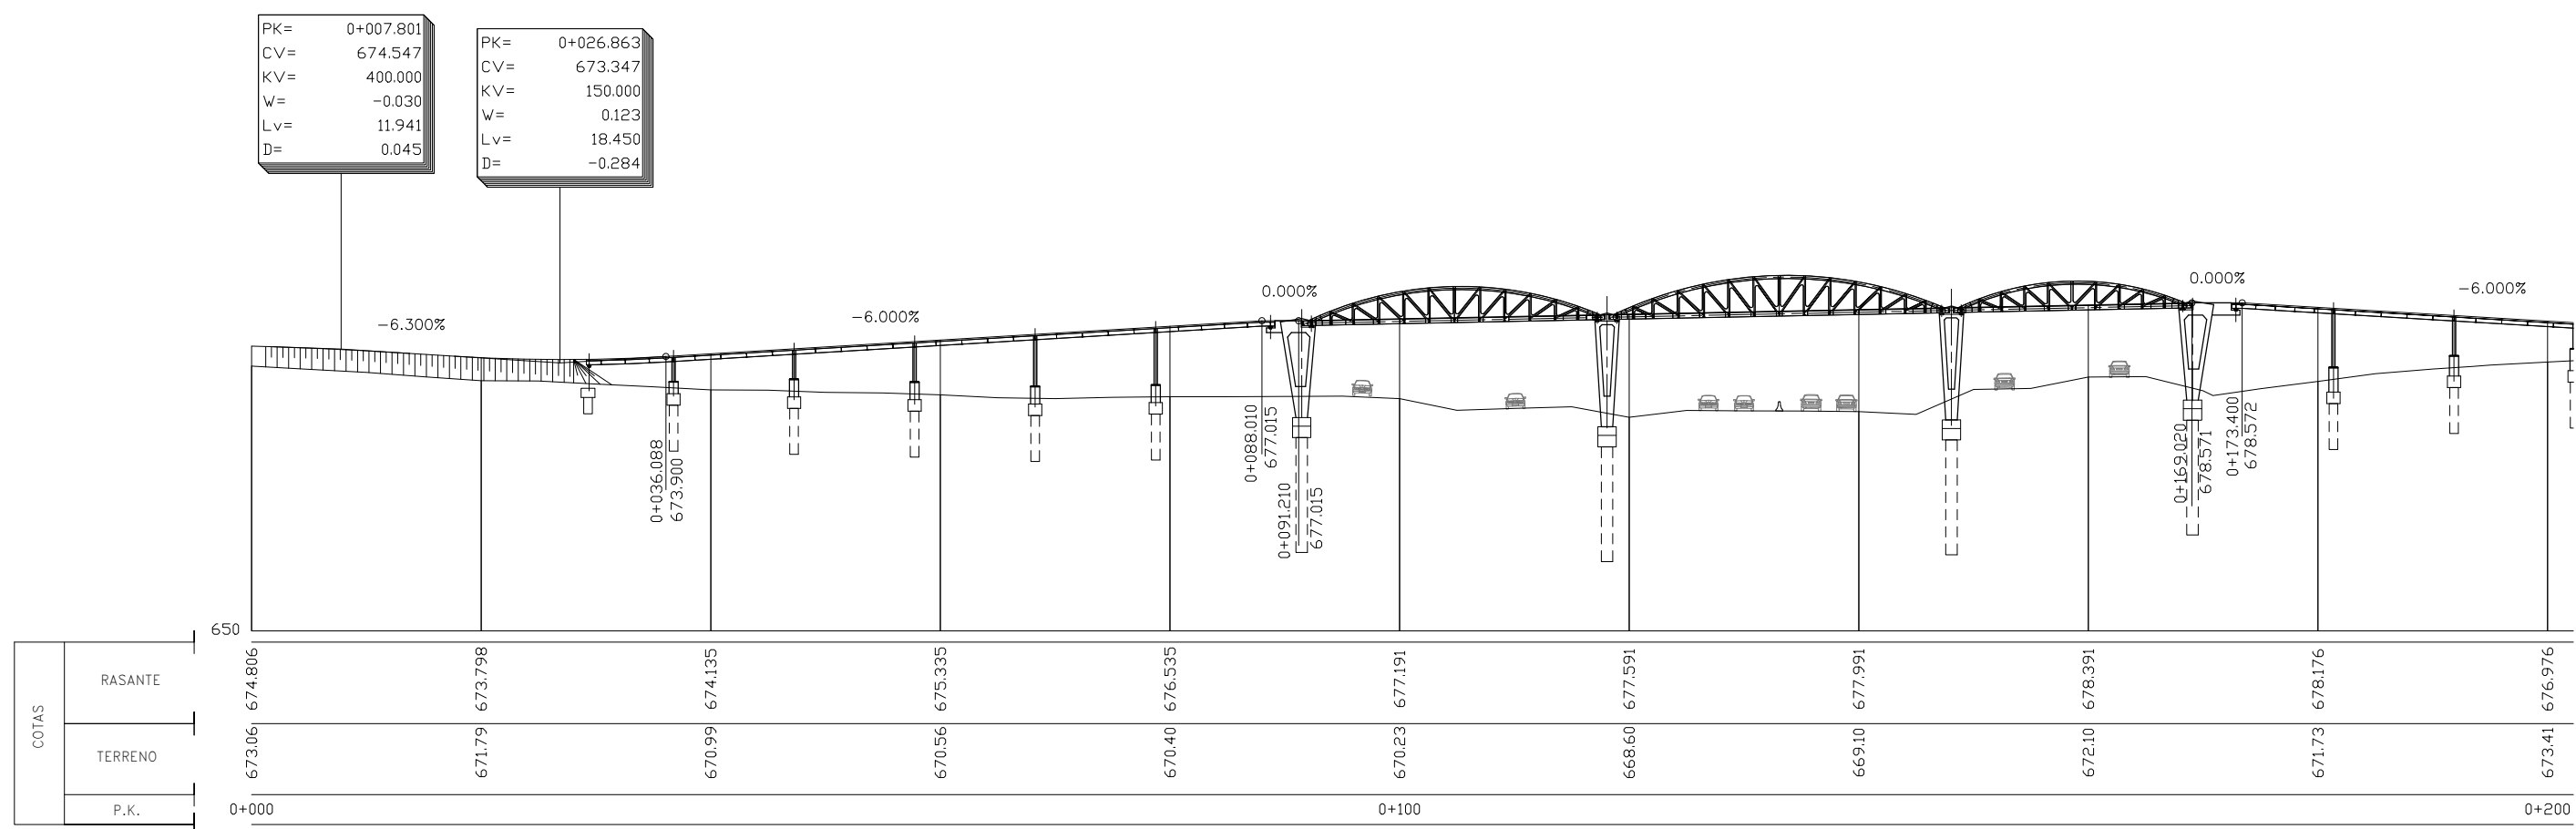 PK= 0+007.801
CV= 674.547
KV= 400.000
W= -0.030
Lv= 11.941
D= 0.045
PK= 0+026.863
CV= 673.347
KV= 150.000
W= 0.123
Lv= 18.450
D= -0.284
-6.300%
-6.000%
0.000%
0.000%
-6.000%
0+036.088
673.900
0+088.010
677.015
0+091.210
677.015
0+169.020
678.571
0+173.400
678.572
650
COTAS
RASANTE
674.806 673.798 674.135 675.335 676.535 677.191 677.591 677.991 678.391 678.176 676.976
TERRENO
673.06 671.79 670.99 670.56 670.40 670.23 668.60 669.10 672.10 671.73 673.41
P.K.
0+000 0+100 0+200